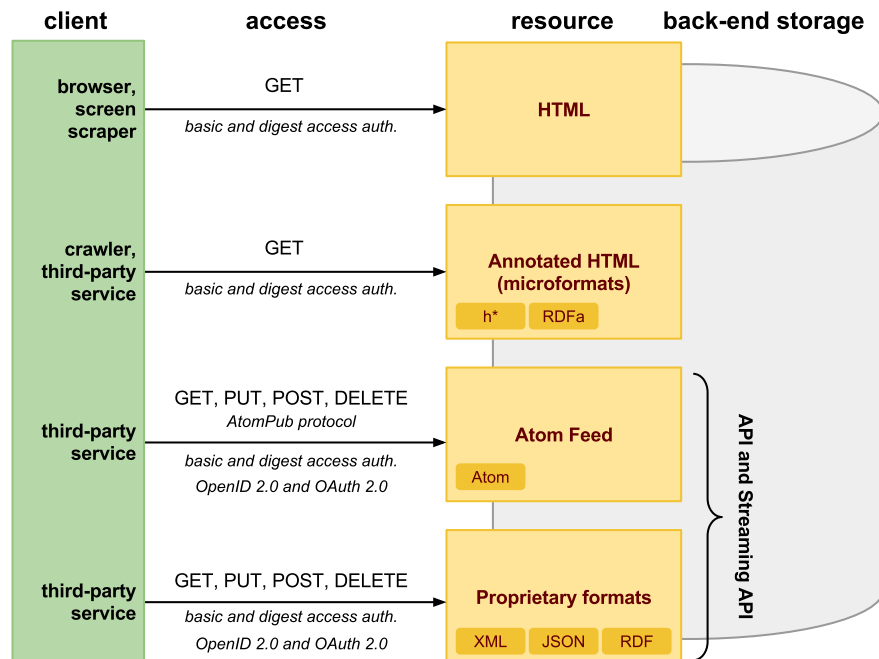 client
access
resource
back-end storage
browser,
screen
scraper
GET
basic and digest access auth.
HTML
crawler,
third-party
service
GET
basic and digest access auth.
Annotated HTML
(microformats)
h*
RDFa
third-party
service
GET, PUT, POST, DELETE
AtomPub protocol
basic and digest access auth.
OpenID 2.0 and OAuth 2.0
Atom Feed
Atom
API and Streaming API
third-party
service
GET, PUT, POST, DELETE
basic and digest access auth.
OpenID 2.0 and OAuth 2.0
Proprietary formats
XML
JSON
RDF